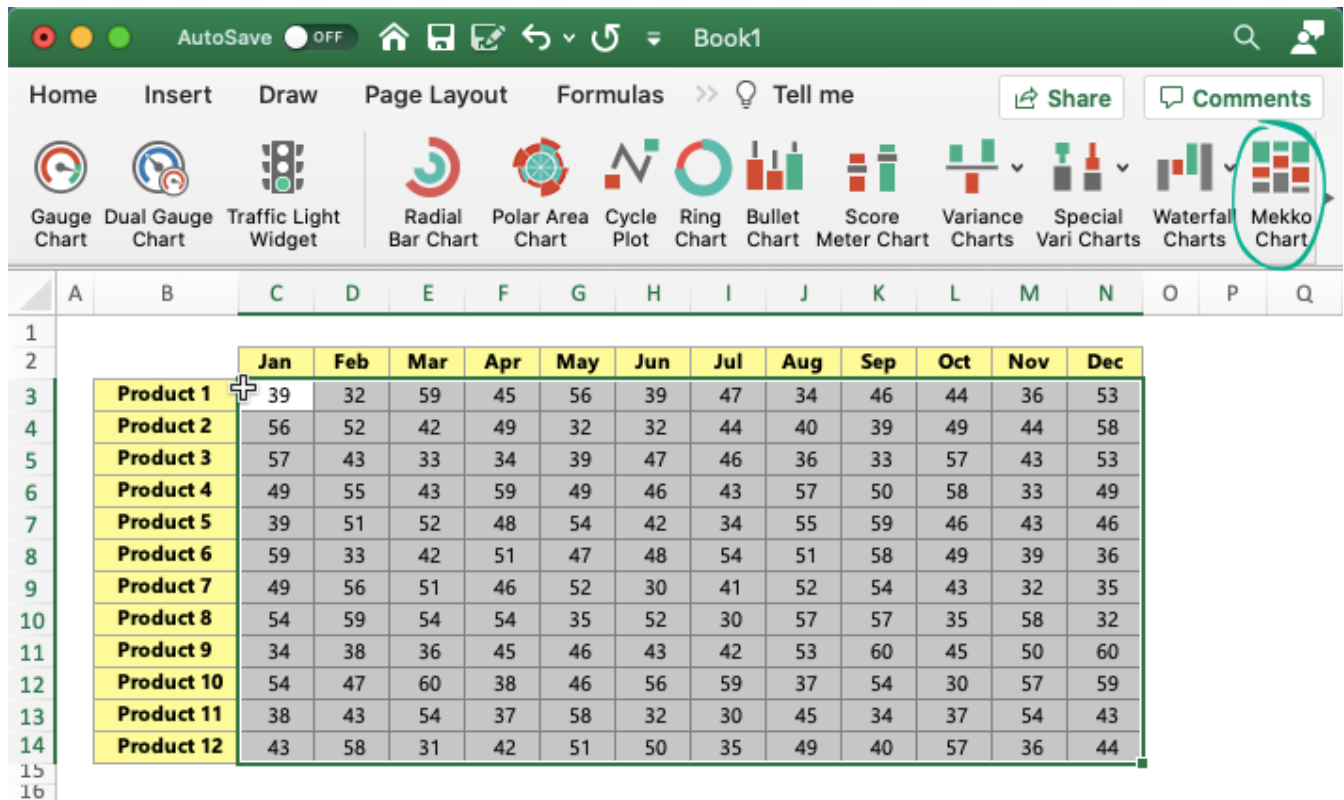 AutoSave OFF Book1
Home Insert Draw Page Layout Formulas Tell me Share Comments
Gauge Chart
Dual Gauge Chart
Traffic Light Widget
Radial Bar Chart
Polar Area Chart
Cycle Plot
Ring Chart
Bullet Chart
Score Meter Chart
Variance Charts
Special Vari Charts
Waterfall Charts
Mekko Chart
A B C D E F G H I J K L M N O P Q
1
2 Jan Feb Mar Apr May Jun Jul Aug Sep Oct Nov Dec
3 Product 1 39 32 59 45 56 39 47 34 46 44 36 53
4 Product 2 56 52 42 49 32 32 44 40 39 49 44 58
5 Product 3 57 43 33 34 39 47 46 36 33 57 43 53
6 Product 4 49 55 43 59 49 46 43 57 50 58 33 49
7 Product 5 39 51 52 48 54 42 34 55 59 46 43 46
8 Product 6 59 33 42 51 47 48 54 51 58 49 39 36
9 Product 7 49 56 51 46 52 30 41 52 54 43 32 35
10 Product 8 54 59 54 54 35 52 30 57 57 35 58 32
11 Product 9 34 38 36 45 46 43 42 53 60 45 50 60
12 Product 10 54 47 60 38 46 56 59 37 54 30 57 59
13 Product 11 38 43 54 37 58 32 30 45 34 37 54 43
14 Product 12 43 58 31 42 51 50 35 49 40 57 36 44
15
16